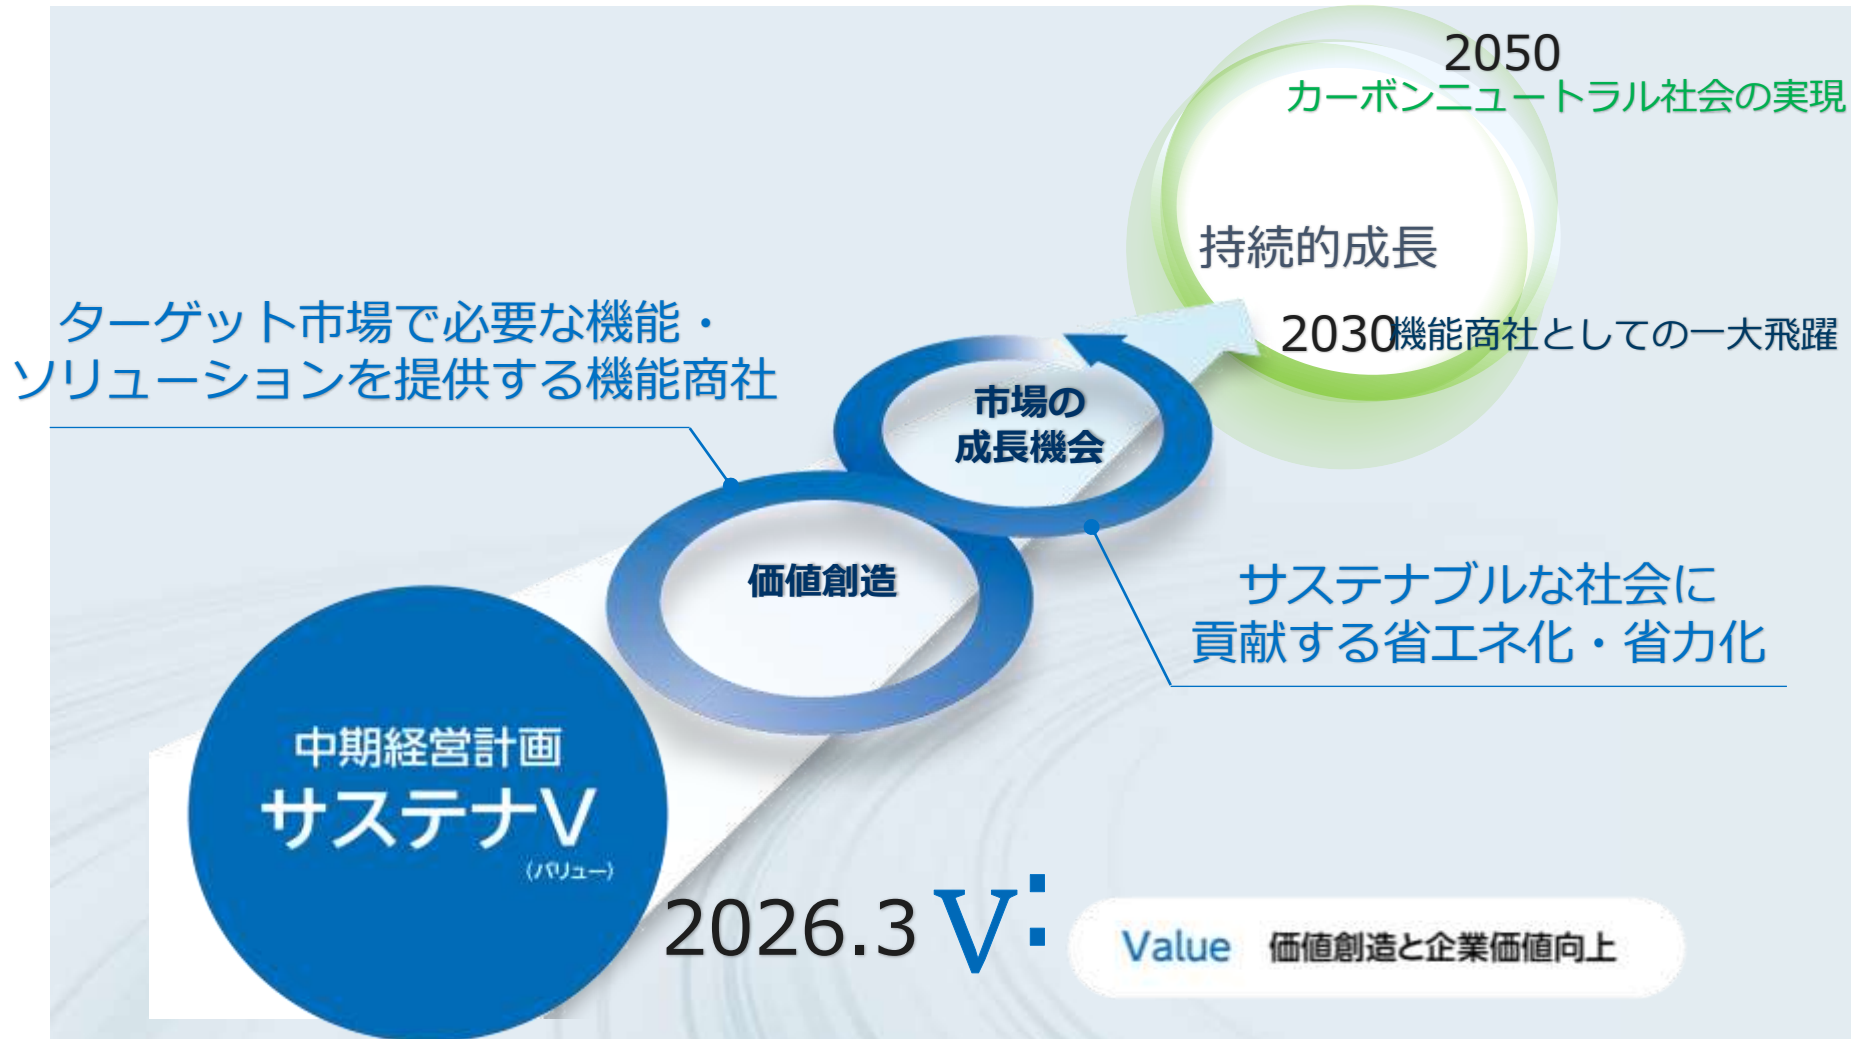 2050
カーボンニュートラル社会の実現
持続的成長
2030機能商社としての一大飛躍
ターゲット市場で必要な機能・
ソリューションを提供する機能商社
市場の
成長機会
価値創造
サステナブルな社会に
貢献する省エネ化・省力化
中期経営計画
サステナV
(バリュー)
2026.3
V:
Value 価値創造と企業価値向上